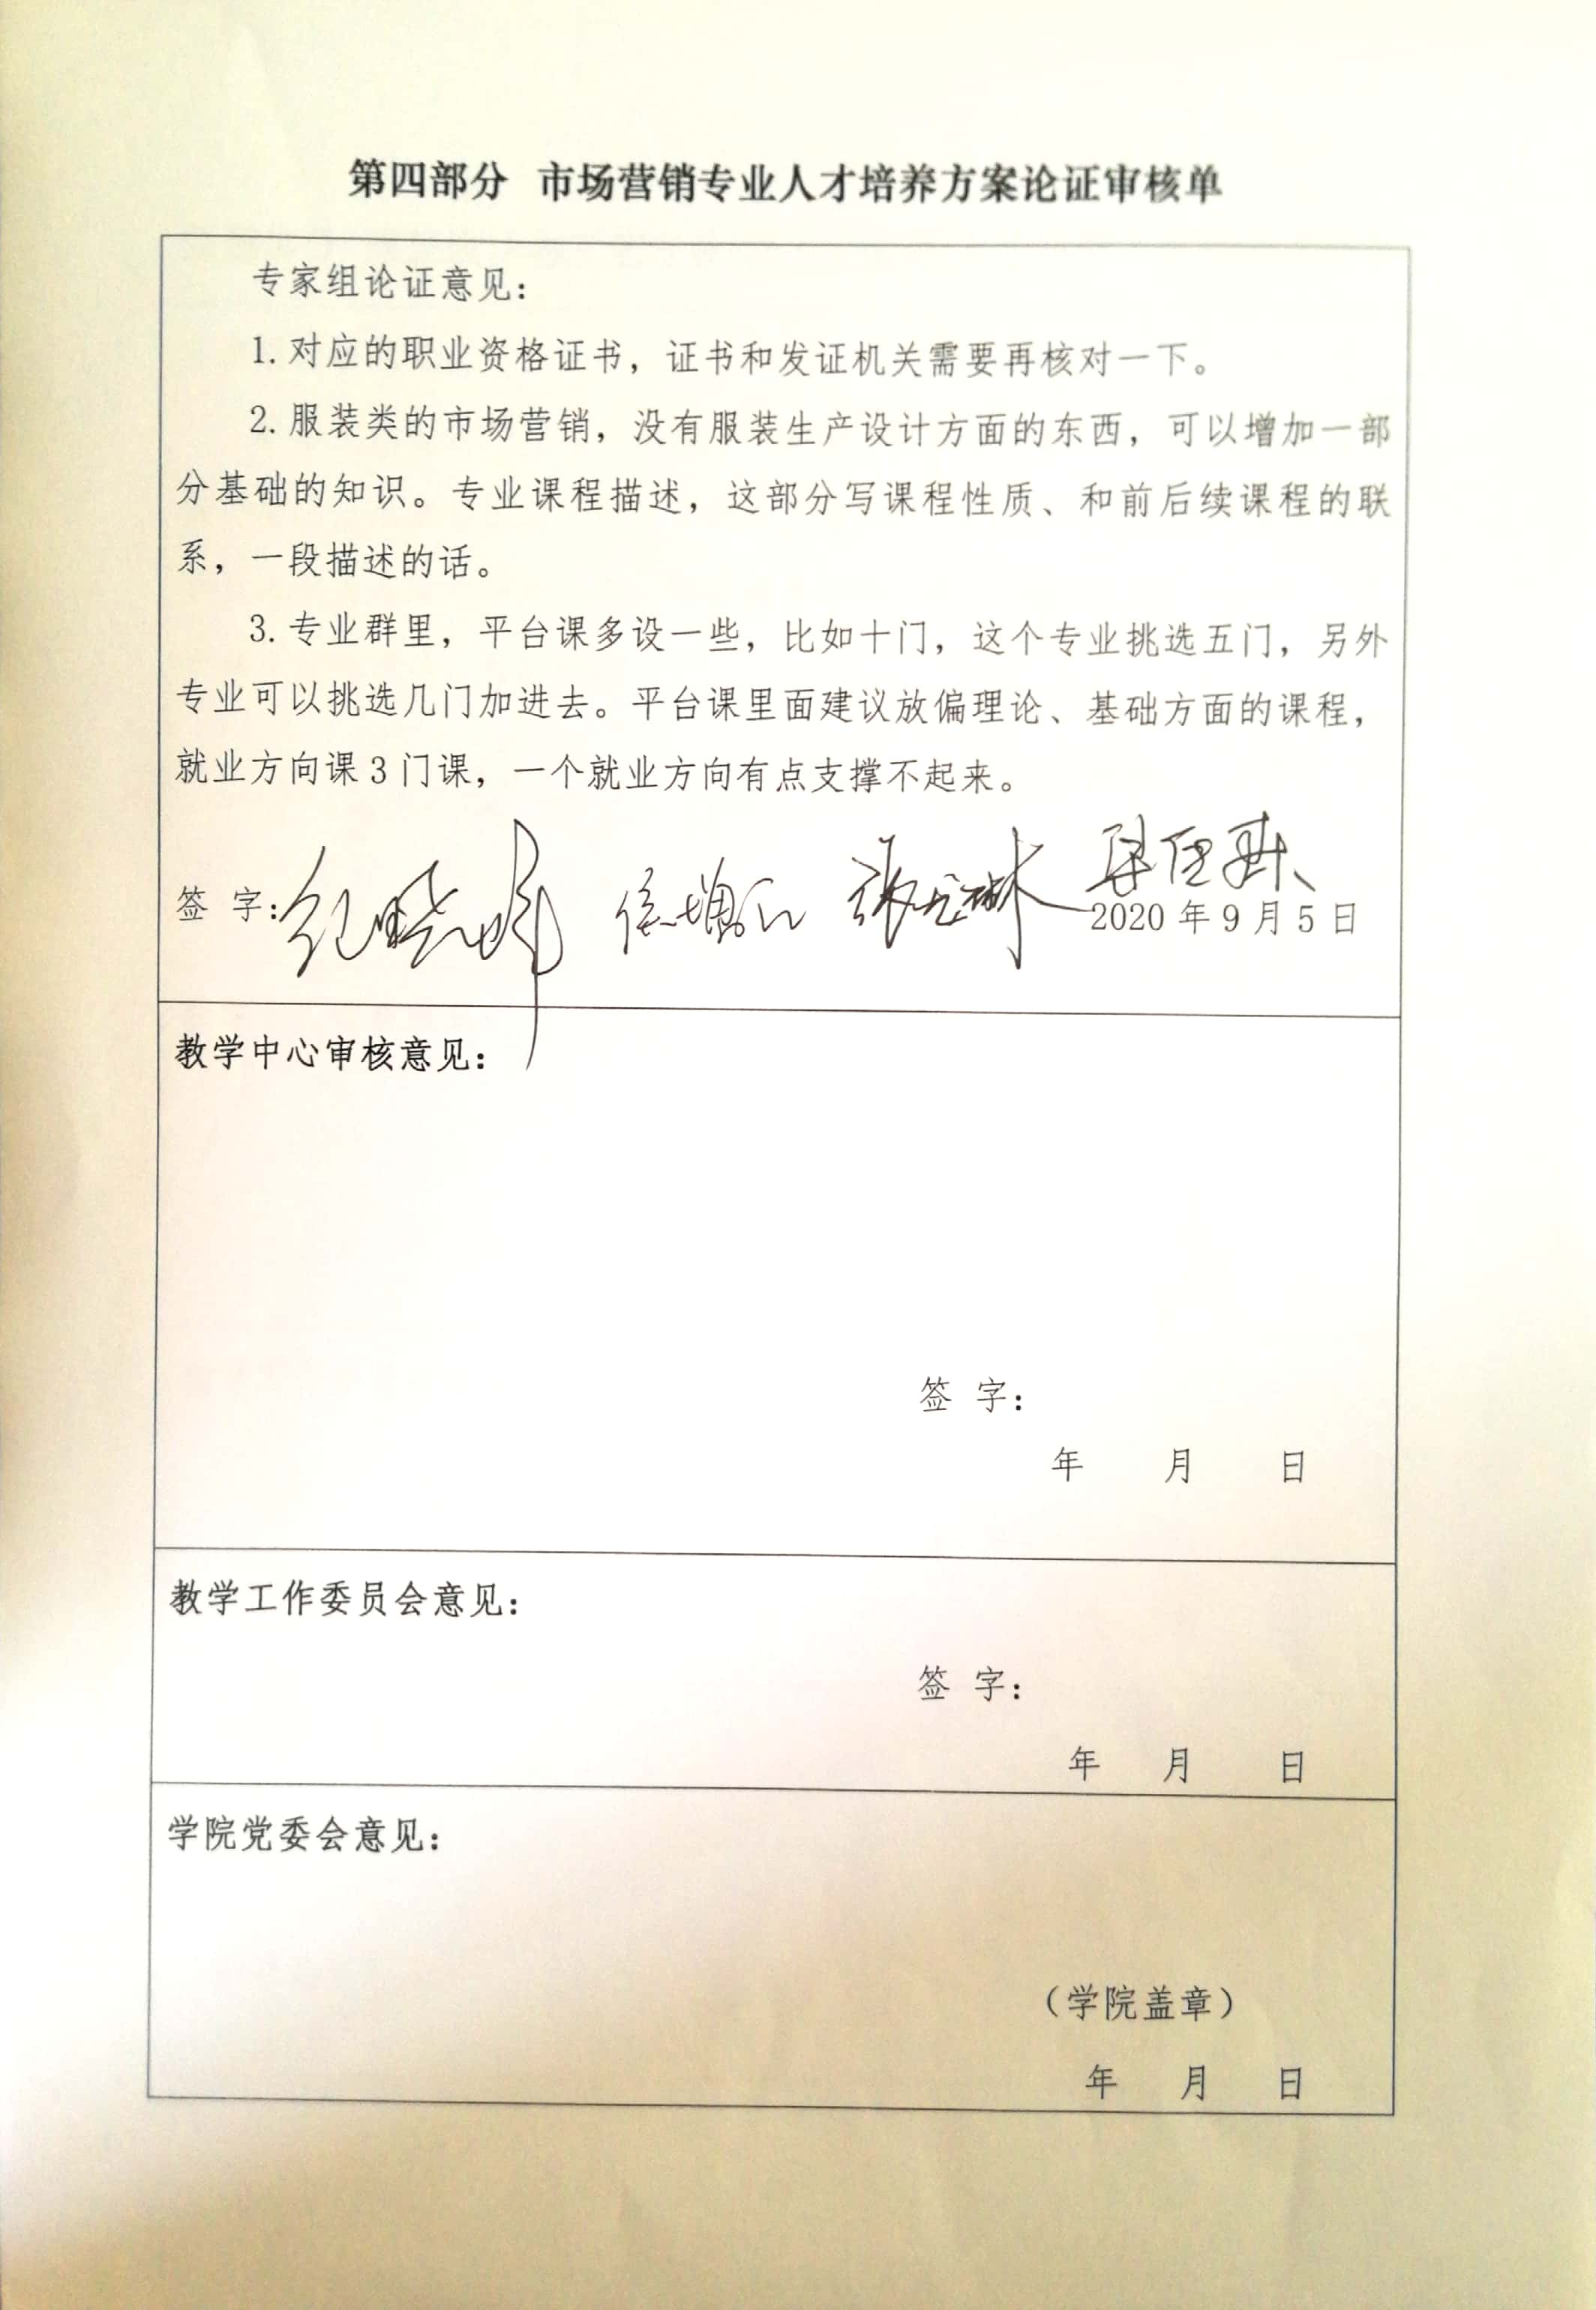 第四部分 市场营销专业人才培养方案论证审核单
专家组论证意见：
1. 对应的职业资格证书，证书和发证机关需要再核对一下。
2. 服装类的市场营销，没有服装生产设计方面的东西，可以增加一部
分基础的知识。专业课程描述，这部分写课程性质、和前后续课程的联
系，一段描述的话。
3. 专业群里，平台课多设一些，比如十门，这个专业挑选五门，另外
专业可以挑选几门加进去。平台课里面建议放偏理论、基础方面的课程，
就业方向课 3 门课，一个就业方向有点支撑不起来。
签 字：
2020 年 9 月 5 日
教学中心审核意见：
签 字：
年 月 日
教学工作委员会意见：
签 字：
年 月 日
学院党委会意见：
（学院盖章）
年 月 日